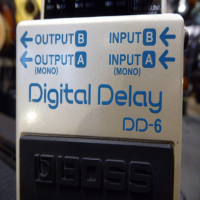 ← OUTPUT B INPUT B ←
← OUTPUT A INPUT A ←
(MONO) (MONO)
Digital Delay
DD-6
BOSS